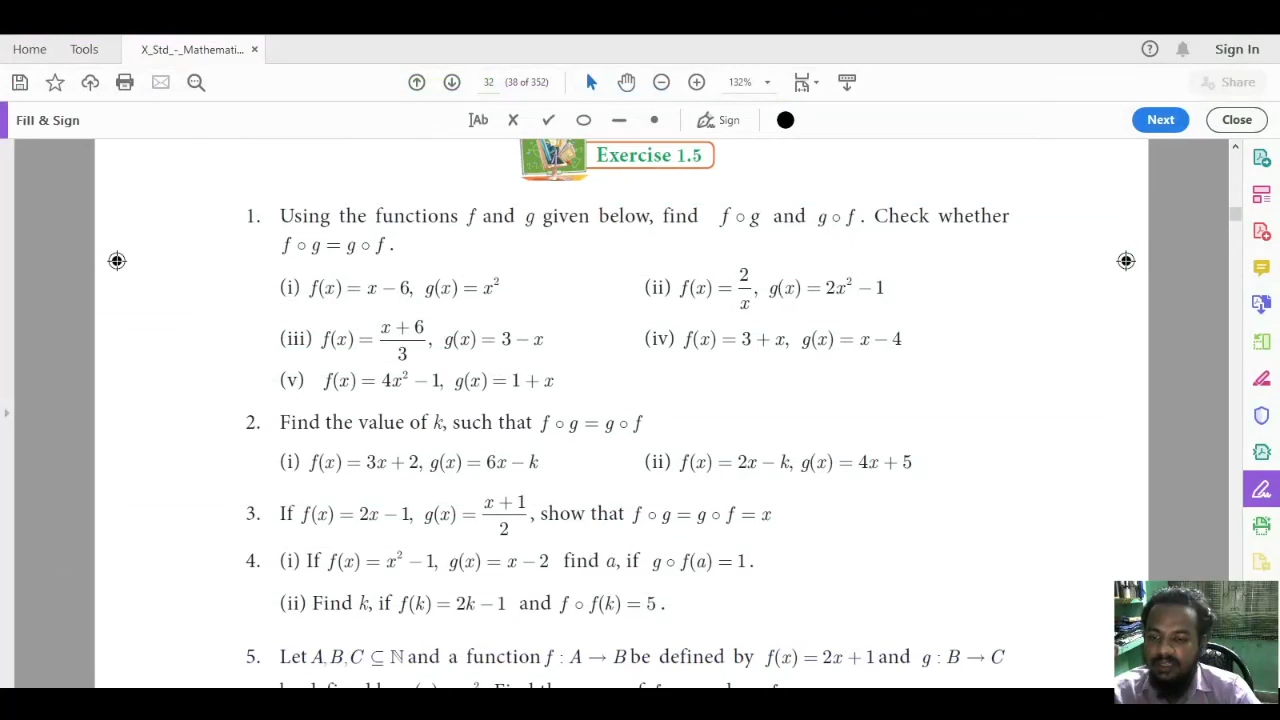 Home Tools X_Std_-_Mathemati... × Sign In
32 (38 of 352) 132% Share
Fill & Sign Ab Sign Next Close
Exercise 1.5
1. Using the functions f and g given below, find f ∘ g and g ∘ f. Check whether
f ∘ g = g ∘ f.
(i) f(x) = x − 6, g(x) = x² (ii) f(x) = 2/x, g(x) = 2x² − 1
(iii) f(x) = (x + 6)/3, g(x) = 3 − x (iv) f(x) = 3 + x, g(x) = x − 4
(v) f(x) = 4x² − 1, g(x) = 1 + x
2. Find the value of k, such that f ∘ g = g ∘ f
(i) f(x) = 3x + 2, g(x) = 6x − k (ii) f(x) = 2x − k, g(x) = 4x + 5
3. If f(x) = 2x − 1, g(x) = (x + 1)/2, show that f ∘ g = g ∘ f = x
4. (i) If f(x) = x² − 1, g(x) = x − 2 find a, if g ∘ f(a) = 1.
(ii) Find k, if f(k) = 2k − 1 and f ∘ f(k) = 5.
5. Let A, B, C ⊆ ℕ and a function f : A → B be defined by f(x) = 2x + 1 and g : B → C